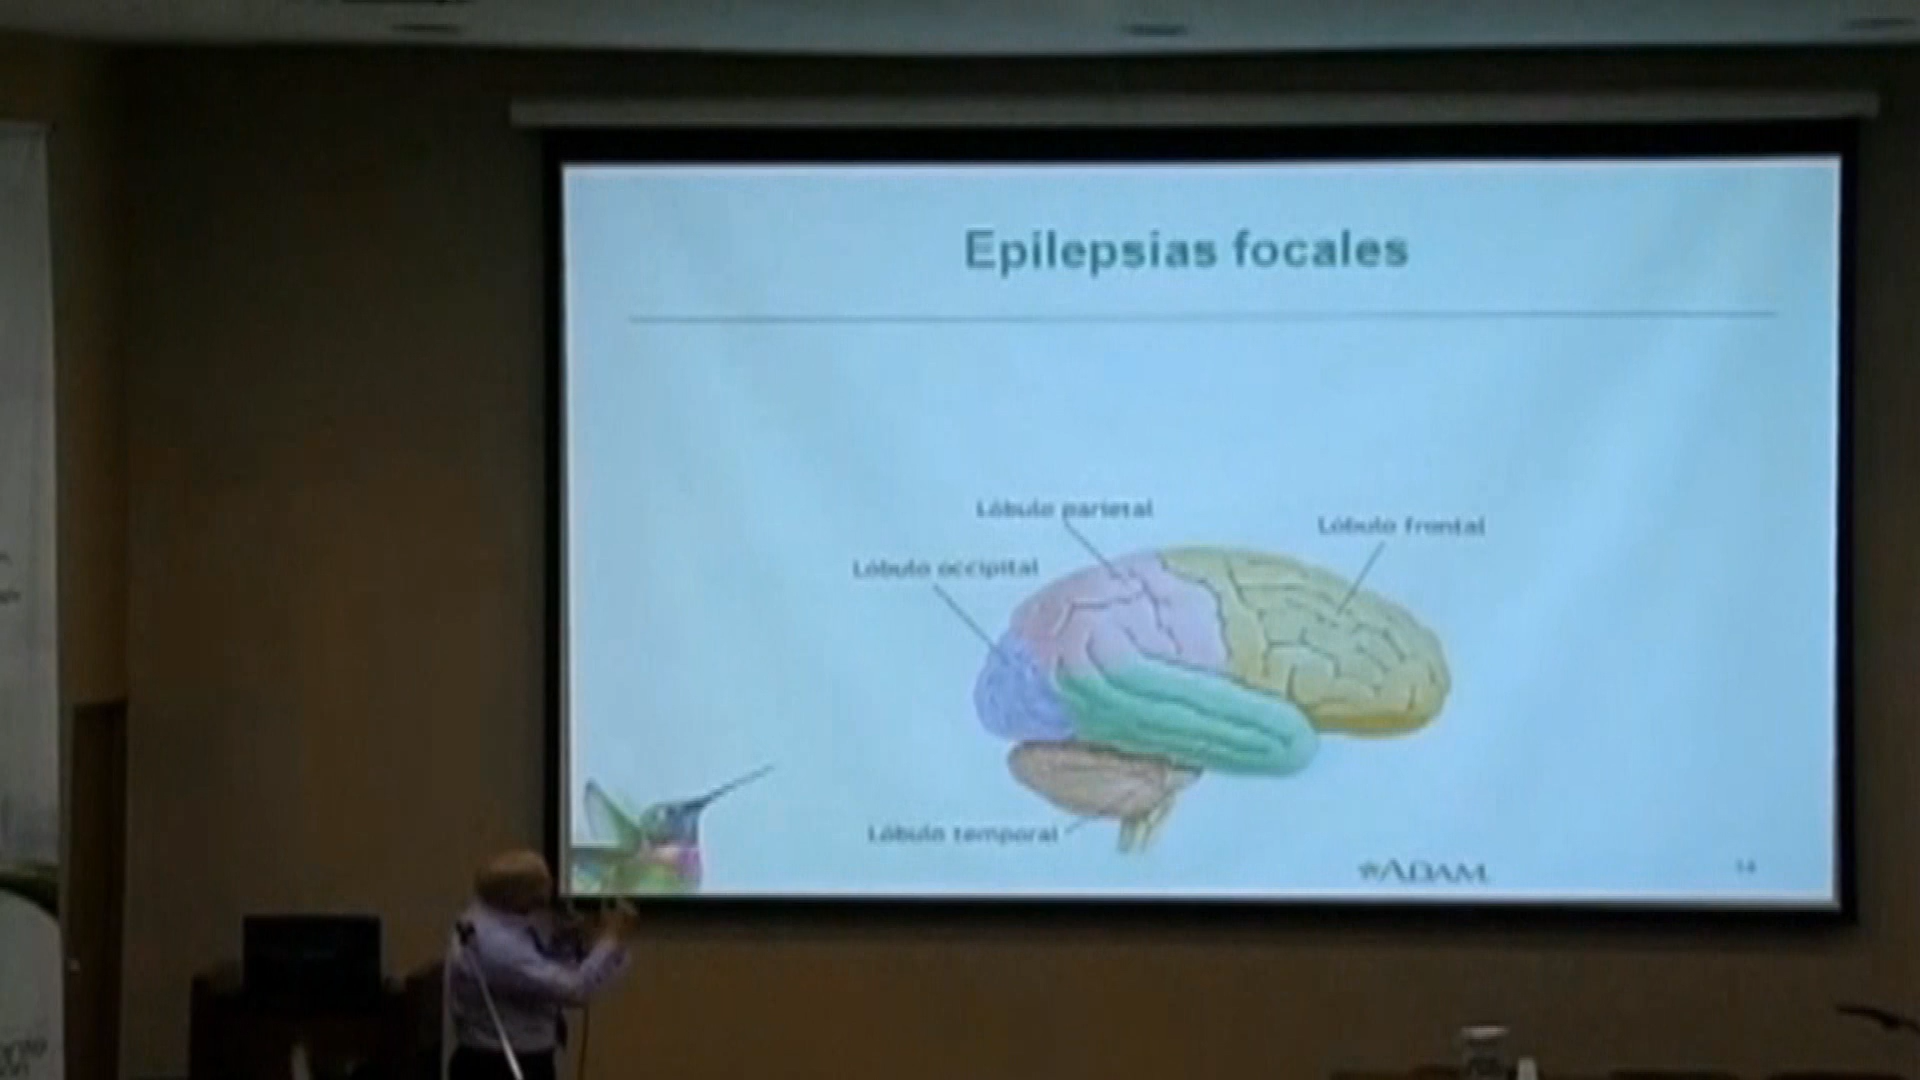 Epilepsias focales
Lóbulo parietal
Lóbulo frontal
Lóbulo occipital
Lóbulo temporal
ADAM